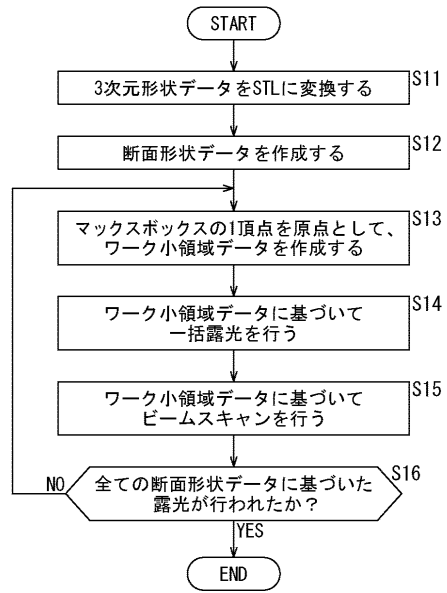 START
3次元形状データをSTLに変換する
S11
断面形状データを作成する
S12
マックスボックスの1頂点を原点として、
ワーク小領域データを作成する
S13
ワーク小領域データに基づいて
一括露光を行う
S14
ワーク小領域データに基づいて
ビームスキャンを行う
S15
全ての断面形状データに基づいた
露光が行われたか？
S16
NO
YES
END